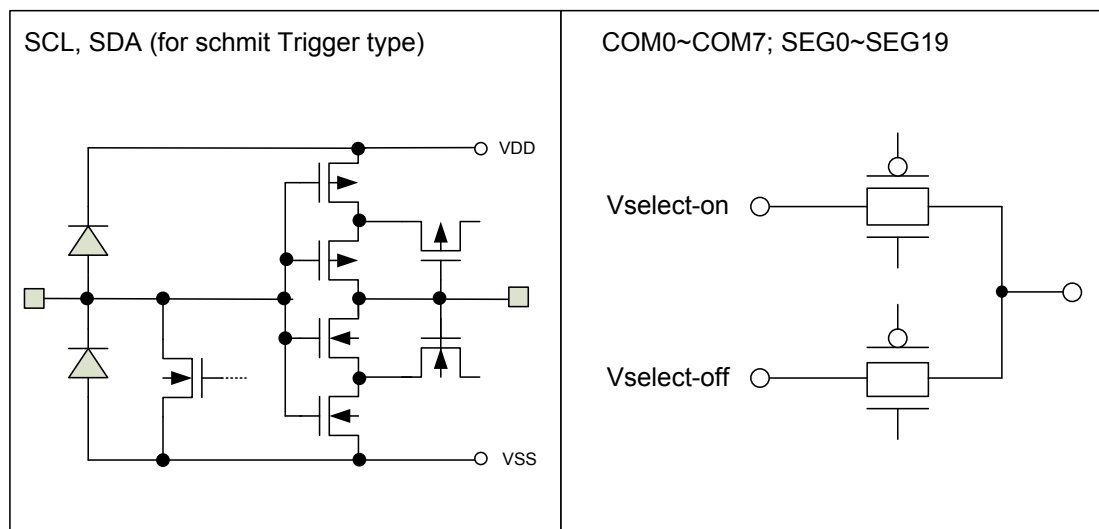 SCL, SDA (for schmit Trigger type)
VDD
VSS
COM0~COM7; SEG0~SEG19
Vselect-on
Vselect-off